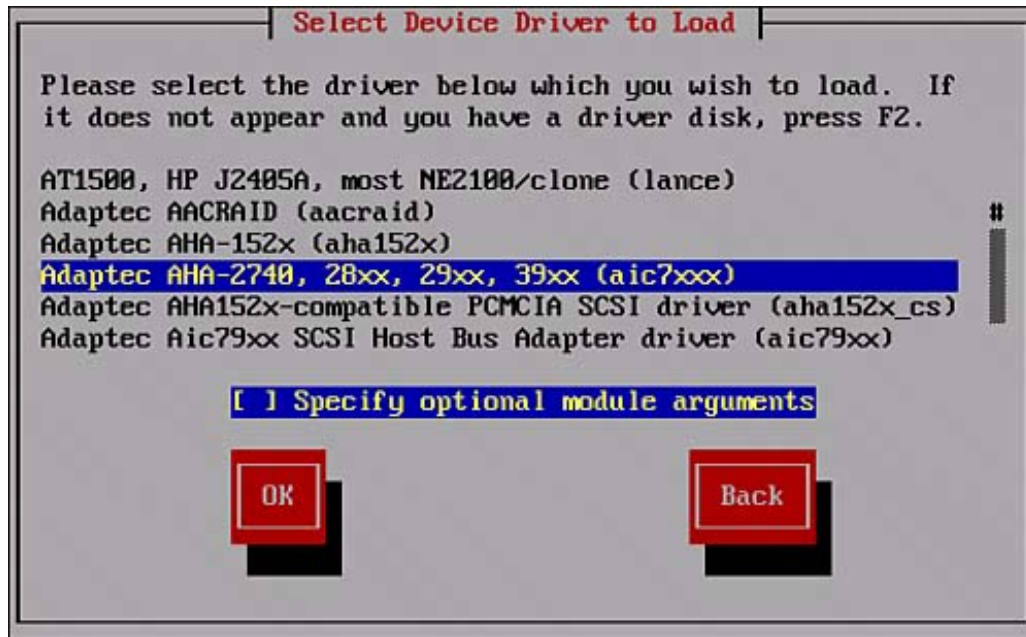 Select Device Driver to Load
Please select the driver below which you wish to load.  If
it does not appear and you have a driver disk, press F2.
AT1500, HP J2405A, most NE2100/clone (lance)
Adaptec AACRAID (aacraid)
#
Adaptec AHA-152x (aha152x)
Adaptec AHA-2740, 28xx, 29xx, 39xx (aic7xxx)
Adaptec AHA152x-compatible PCMCIA SCSI driver (aha152x_cs)
Adaptec Aic79xx SCSI Host Bus Adapter driver (aic79xx)
[ ] Specify optional module arguments
OK
Back